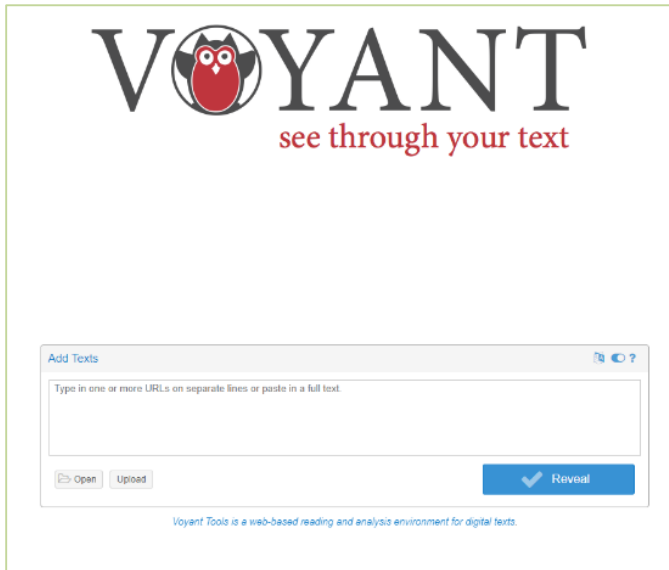 VOYANT
see through your text
Add Texts
?
Type in one or more URLs on separate lines or paste in a full text.
Open Upload Reveal
Voyant Tools is a web-based reading and analysis environment for digital texts.